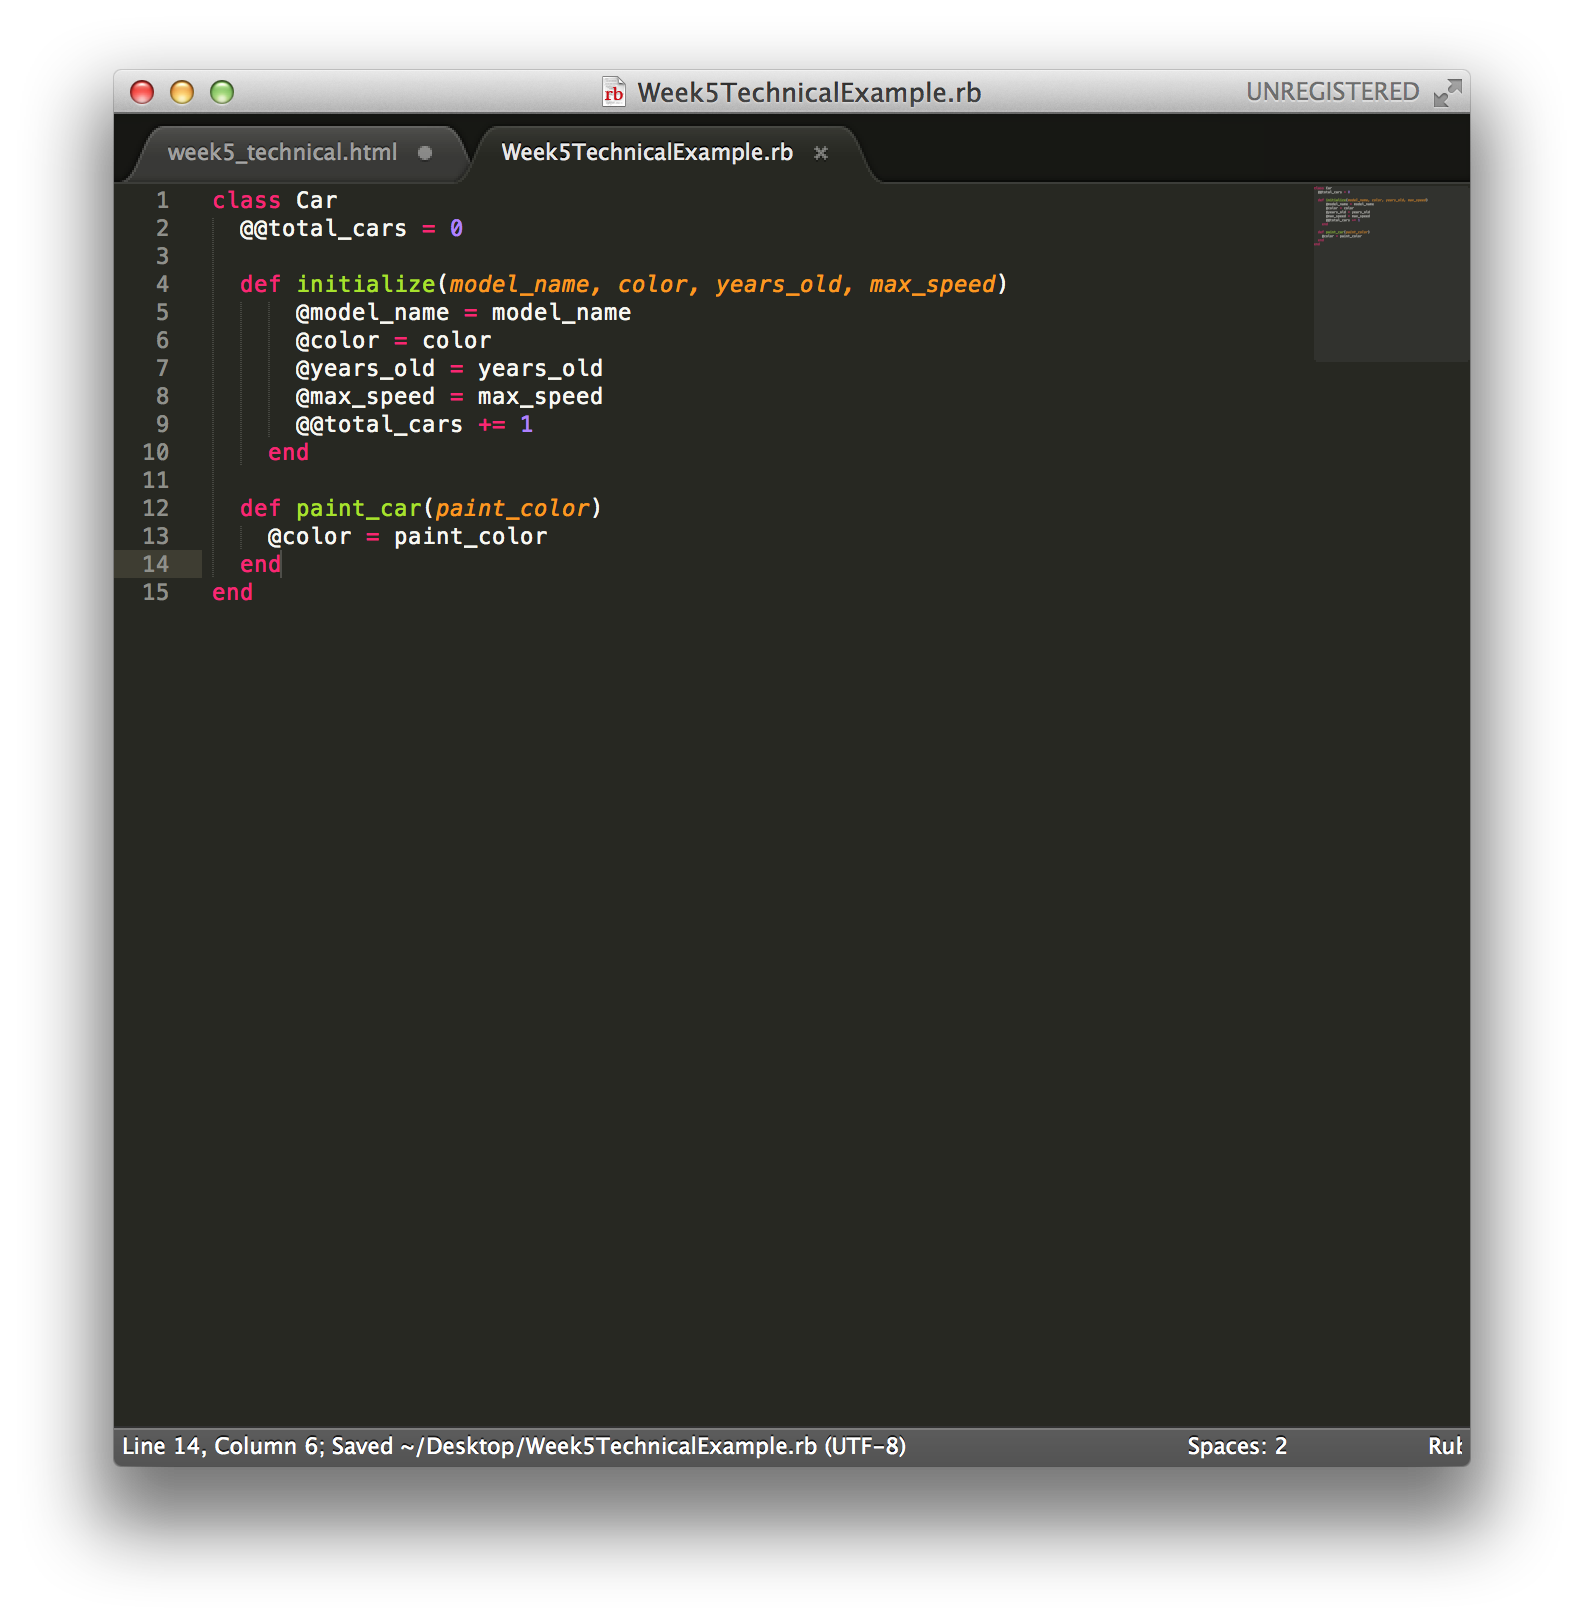 rb Week5TechnicalExample.rb UNREGISTERED
week5_technical.html Week5TechnicalExample.rb ×
1 class Car
2   @@total_cars = 0
3
4   def initialize(model_name, color, years_old, max_speed)
5       @model_name = model_name
6       @color = color
7       @years_old = years_old
8       @max_speed = max_speed
9       @@total_cars += 1
10     end
11
12   def paint_car(paint_color)
13     @color = paint_color
14   end
15 end
Line 14, Column 6; Saved ~/Desktop/Week5TechnicalExample.rb (UTF-8) Spaces: 2